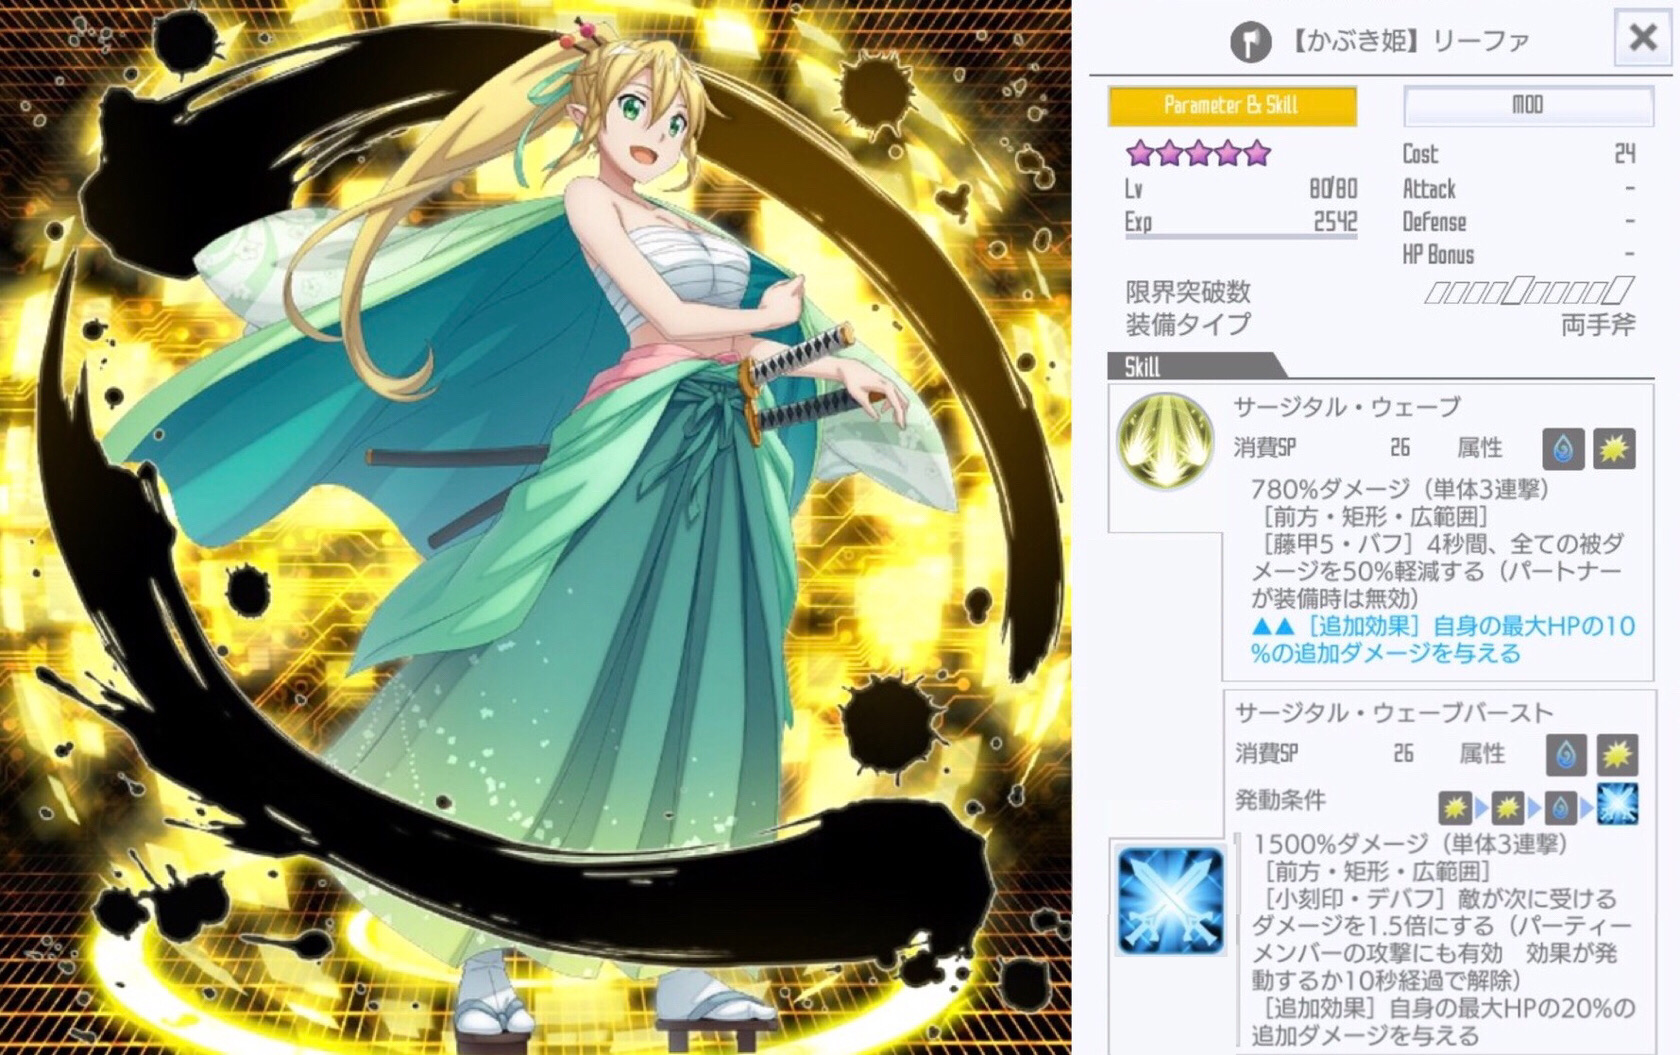 【かぶき姫】リーファ
Parameter & Skill
MOD
Cost 24
Lv 80/80
Attack -
Exp 2542
Defense -
HP Bonus -
限界突破数
装備タイプ 両手斧
Skill
サージタル・ウェーブ
消費SP 26 属性
780%ダメージ（単体3連撃）
［前方・矩形・広範囲］
［藤甲5・バフ］4秒間、全ての被ダ
メージを50%軽減する（パートナー
が装備時は無効）
▲▲［追加効果］自身の最大HPの10
%の追加ダメージを与える
サージタル・ウェーブバースト
消費SP 26 属性
発動条件
1500%ダメージ（単体3連撃）
［前方・矩形・広範囲］
［小刻印・デバフ］敵が次に受ける
ダメージを1.5倍にする（パーティー
メンバーの攻撃にも有効　効果が発
動するか10秒経過で解除）
［追加効果］自身の最大HPの20%の
追加ダメージを与える